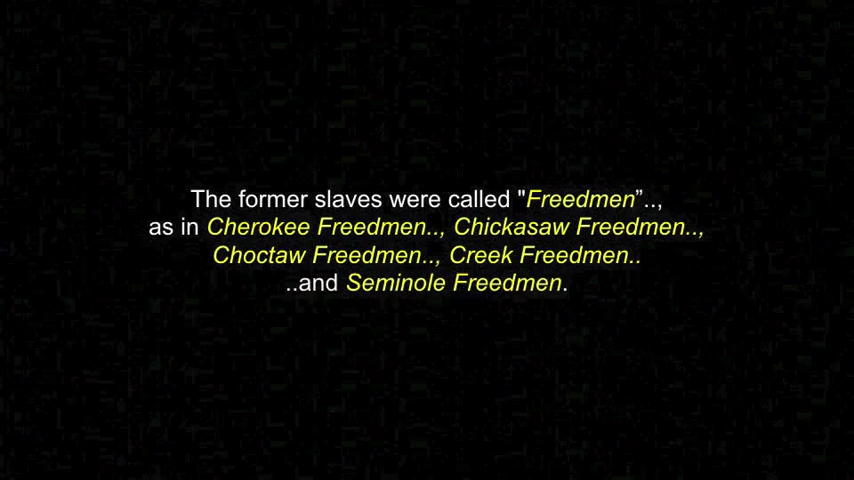 The former slaves were called "Freedmen”..,
as in Cherokee Freedmen.., Chickasaw Freedmen..,
Choctaw Freedmen.., Creek Freedmen..
..and Seminole Freedmen.